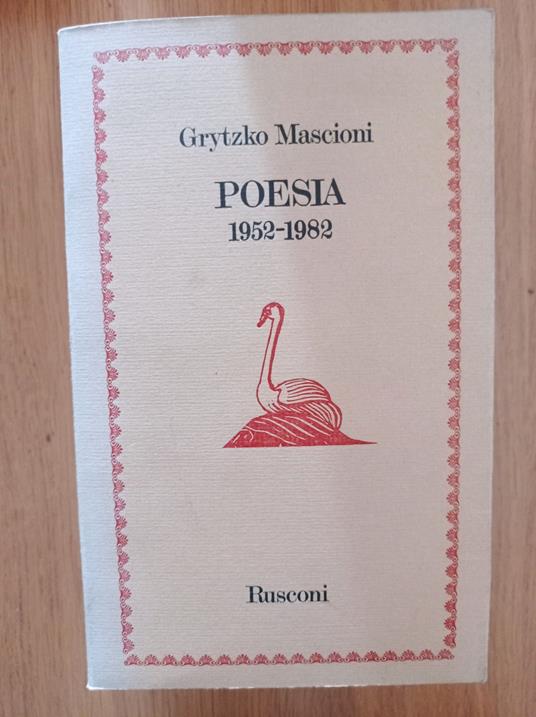 Grytzko Mascioni
POESIA
1952-1982
Rusconi